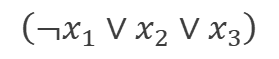 (¬x₁ ∨ x₂ ∨ x₃)